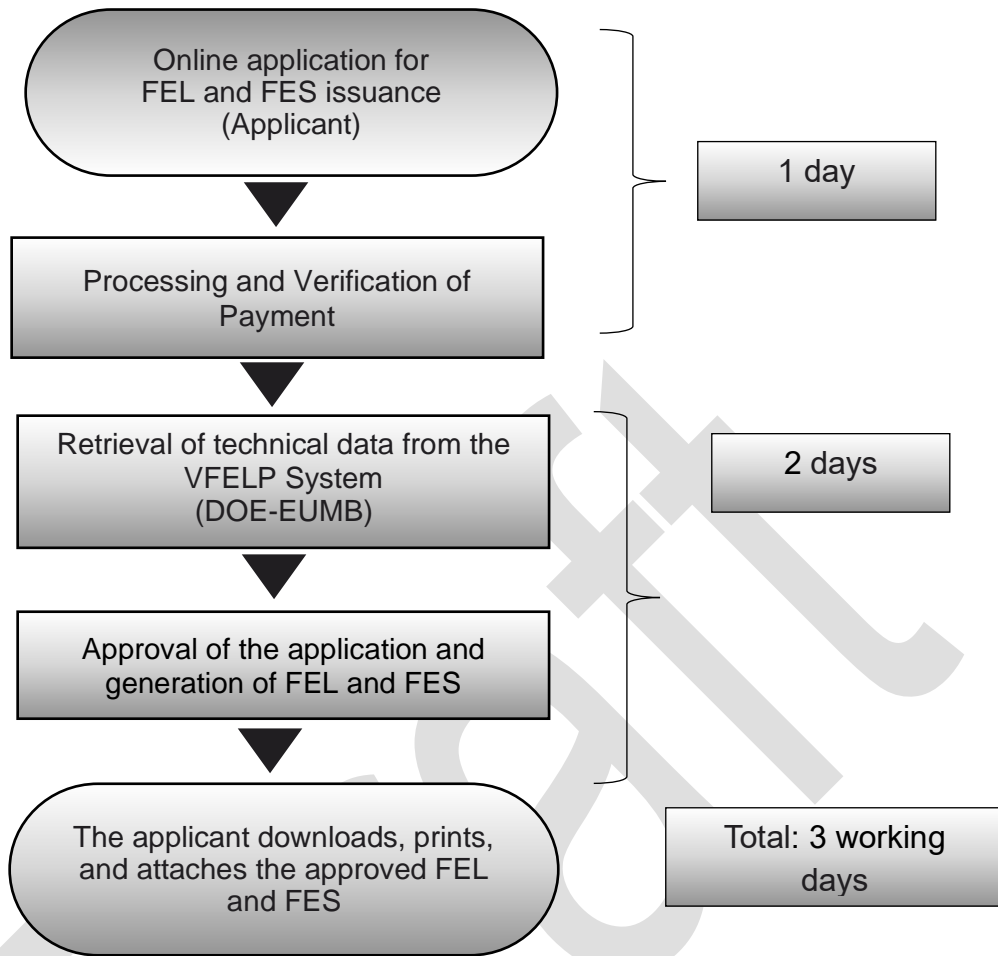 Online application for
FEL and FES issuance
(Applicant)
1 day
Processing and Verification of
Payment
Retrieval of technical data from the
VFELP System
(DOE-EUMB)
2 days
Approval of the application and
generation of FEL and FES
The applicant downloads, prints,
and attaches the approved FEL
and FES
Total: 3 working
days